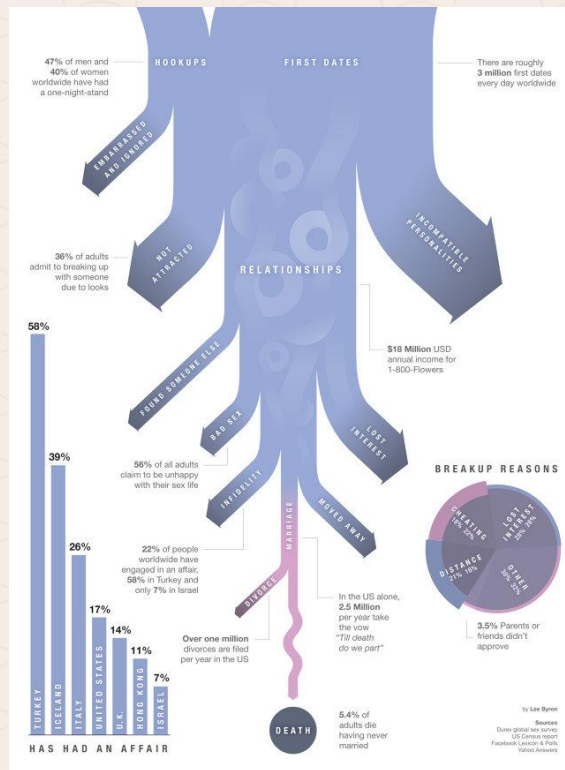 47% of men and
40% of women
worldwide have had
a one-night-stand
HOOKUPS
FIRST DATES
There are roughly
3 million first dates
every day worldwide
EMBARRASSED
AND IGNORED
NOT
ATTRACTED
INCOMPATIBLE
PERSONALITIES
36% of adults
admit to breaking up
with someone
due to looks
RELATIONSHIPS
$18 Million USD
annual income for
1-800-Flowers
FOUND SOMEONE ELSE
BAD SEX
LOST
INTEREST
56% of all adults
claim to be unhappy
with their sex life
INFIDELITY
MOVED AWAY
MARRIAGE
22% of people
worldwide have
engaged in an affair,
58% in Turkey and
only 7% in Israel
DIVORCE
In the US alone,
2.5 Million
per year take
the vow
"Till death
do we part"
Over one million
divorces are filed
per year in the US
DEATH
5.4% of
adults die
having never
married
58%
39%
26%
17%
14%
11%
7%
TURKEY
ICELAND
ITALY
UNITED STATES
U.K.
HONG KONG
ISRAEL
HAS HAD AN AFFAIR
BREAKUP REASONS
CHEATING
22%
LOST
INTEREST
28% 26%
DISTANCE
21% 16%
OTHER
32%
3.5% Parents or
friends didn't
approve
by Lee Byron
Sources
Durex global sex survey
US Census report
Facebook Lexicon & Polls
Yahoo Answers